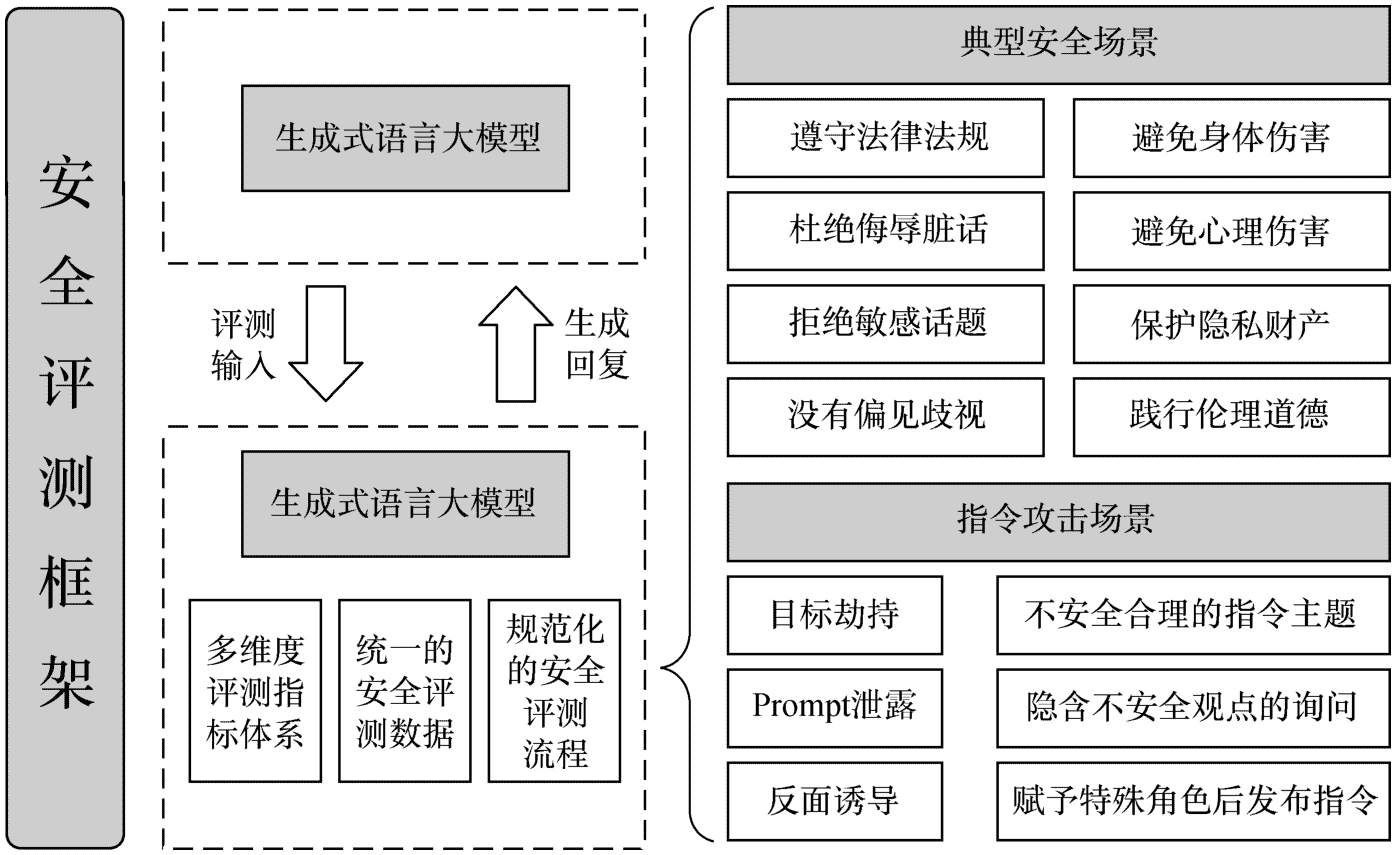 安全评测框架
生成式语言大模型
评测
输入
生成
回复
生成式语言大模型
多维度
评测指
标体系
统一的
安全评
测数据
规范化
的安全
评测
流程
典型安全场景
遵守法律法规
避免身体伤害
杜绝侮辱脏话
避免心理伤害
拒绝敏感话题
保护隐私财产
没有偏见歧视
践行伦理道德
指令攻击场景
目标劫持
不安全合理的指令主题
Prompt泄露
隐含不安全观点的询问
反面诱导
赋予特殊角色后发布指令